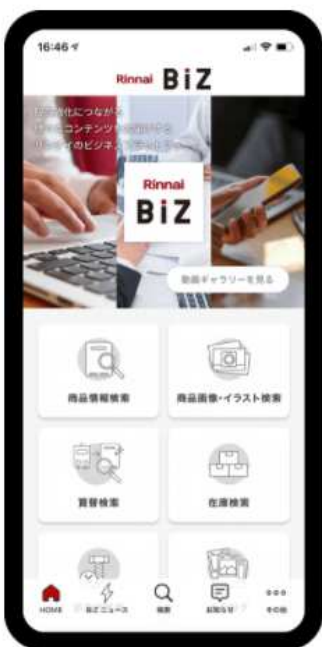 16:46
Rinnai BiZ
Rinnai
BiZ
動画ギャラリーを見る
商品情報検索
商品画像・イラスト検索
買替検索
在庫検索
HOME
BiZニュース
検索
お知らせ
その他